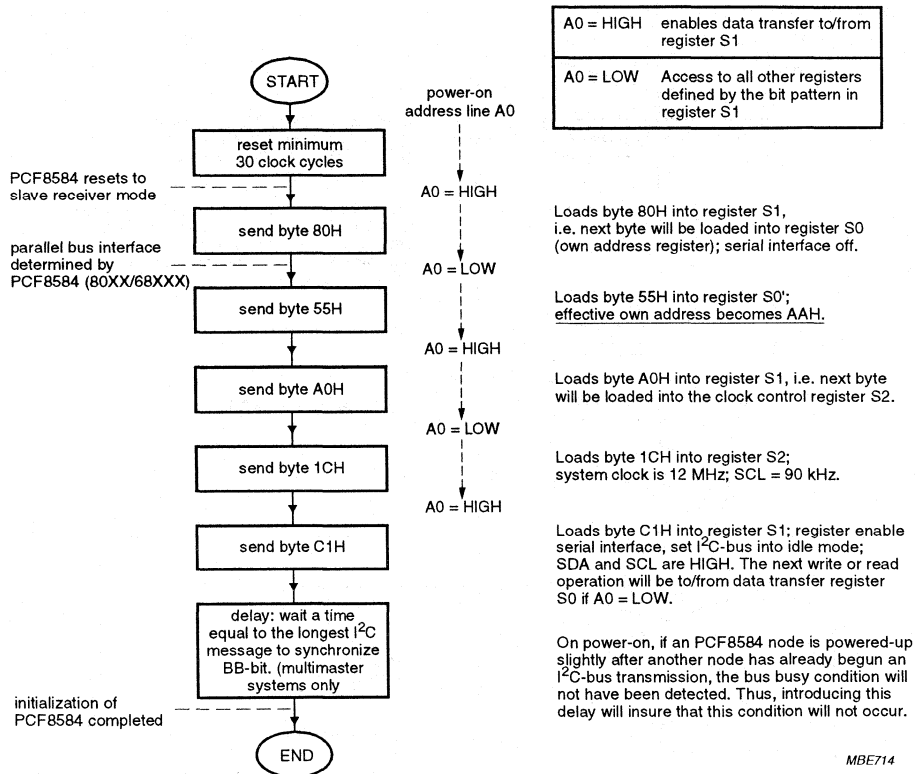 A0 = HIGH enables data transfer to/from
register S1
A0 = LOW Access to all other registers
defined by the bit pattern in
register S1
START
power-on
address line A0
reset minimum
30 clock cycles
PCF8584 resets to
slave receiver mode
A0 = HIGH
send byte 80H
Loads byte 80H into register S1,
i.e. next byte will be loaded into register S0
(own address register); serial interface off.
parallel bus interface
determined by
PCF8584 (80XX/68XXX)
A0 = LOW
send byte 55H
Loads byte 55H into register S0';
effective own address becomes AAH.
A0 = HIGH
send byte A0H
Loads byte A0H into register S1, i.e. next byte
will be loaded into the clock control register S2.
A0 = LOW
send byte 1CH
Loads byte 1CH into register S2;
system clock is 12 MHz; SCL = 90 kHz.
A0 = HIGH
send byte C1H
Loads byte C1H into register S1; register enable
serial interface, set I²C-bus into idle mode;
SDA and SCL are HIGH. The next write or read
operation will be to/from data transfer register
S0 if A0 = LOW.
delay: wait a time
equal to the longest I²C
message to synchronize
BB-bit. (multimaster
systems only
On power-on, if an PCF8584 node is powered-up
slightly after another node has already begun an
I²C-bus transmission, the bus busy condition will
not have been detected. Thus, introducing this
delay will insure that this condition will not occur.
initialization of
PCF8584 completed
END
MBE714